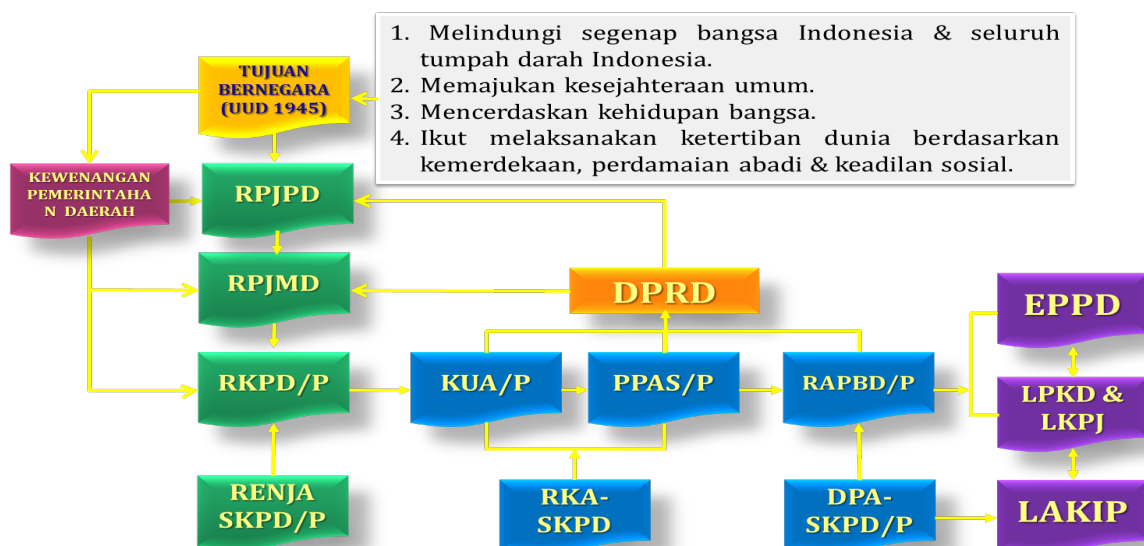 1. Melindungi segenap bangsa Indonesia & seluruh
tumpah darah Indonesia.
2. Memajukan kesejahteraan umum.
3. Mencerdaskan kehidupan bangsa.
4. Ikut melaksanakan ketertiban dunia berdasarkan
kemerdekaan, perdamaian abadi & keadilan sosial.
TUJUAN
BERNEGARA
(UUD 1945)
KEWENANGAN
PEMERINTAHA
N DAERAH
RPJPD
RPJMD
DPRD
EPPD
RKPD/P
KUA/P
PPAS/P
RAPBD/P
LPKD &
LKPJ
RENJA
SKPD/P
RKA-
SKPD
DPA-
SKPD/P
LAKIP